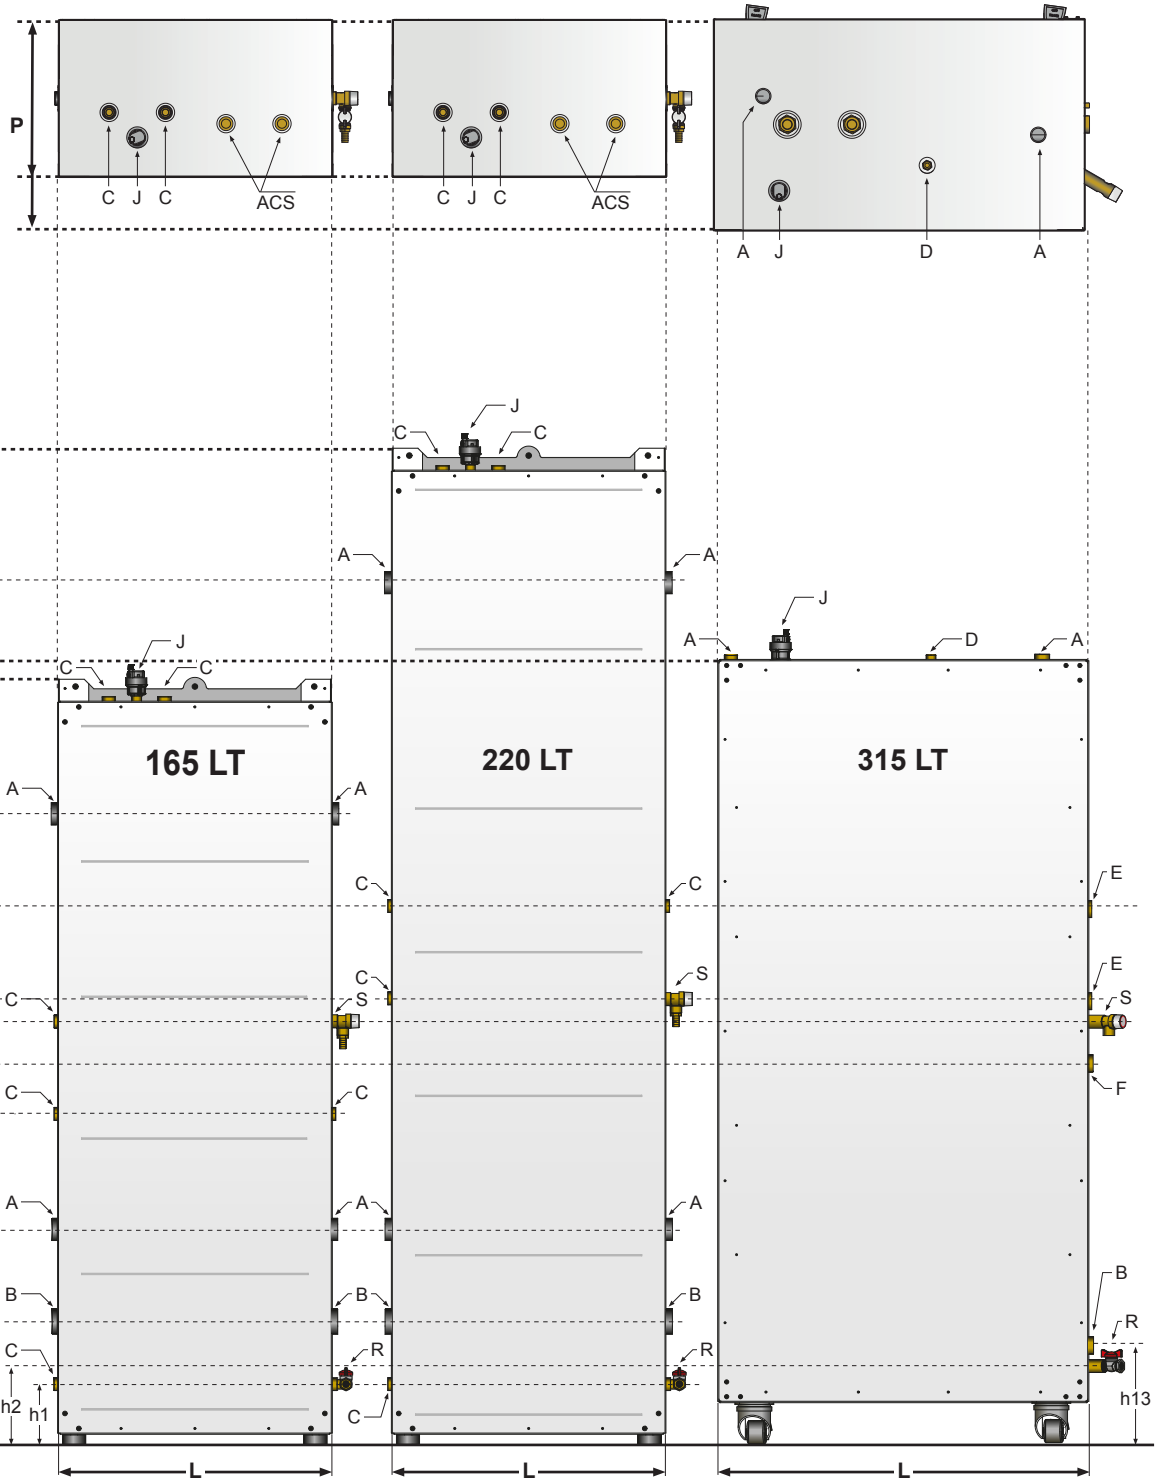 P
C J C ACS
C J C ACS
A
A J D A
J
C C
A A
J
A D A
J
C C
165 LT 220 LT 315 LT
A A
E
C C
E
C S C S S
C C F
A A A
B B B B
C R R R
C
h2 h1 h13
L L L